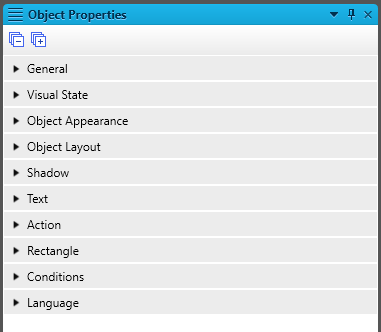 Object Properties
General
Visual State
Object Appearance
Object Layout
Shadow
Text
Action
Rectangle
Conditions
Language